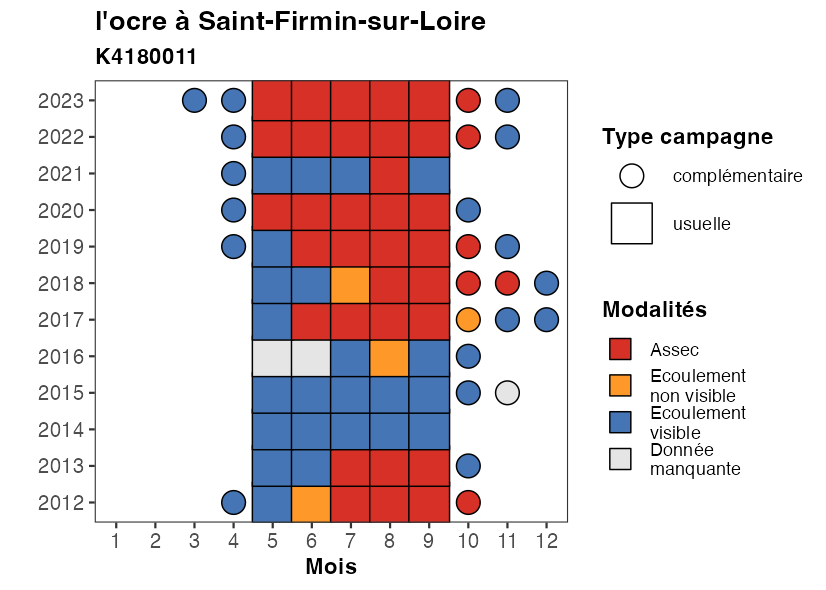 l'ocre à Saint-Firmin-sur-Loire
K4180011
2023
2022
2021
2020
2019
2018
2017
2016
2015
2014
2013
2012
1 2 3 4 5 6 7 8 9 10 11 12
Mois
Type campagne
complémentaire
usuelle
Modalités
Assec
Ecoulement
non visible
Ecoulement
visible
Donnée
manquante